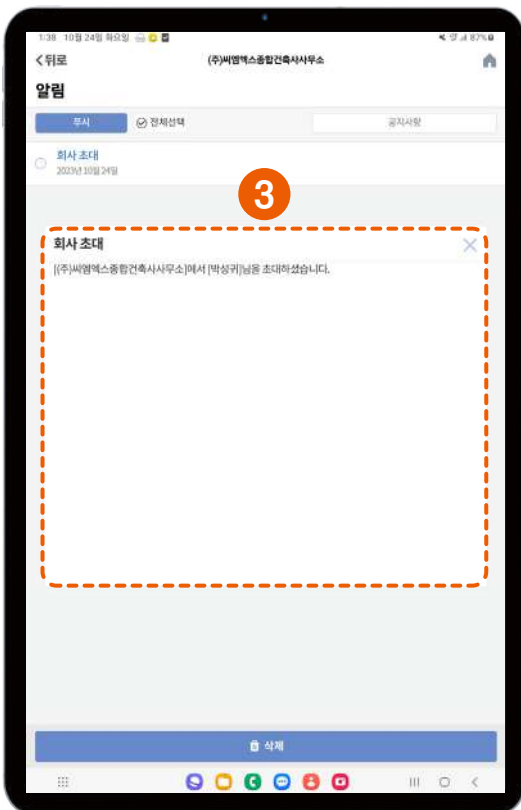 1:38 10월 24일 화요일
87%
<뒤로
(주)씨엠엑스종합건축사사무소
알림
푸시
전체선택
공지사항
회사 초대
2023년 10월 24일
3
회사 초대
[(주)씨엠엑스종합건축사사무소]에서 [박성귀]님을 초대하셨습니다.
삭제